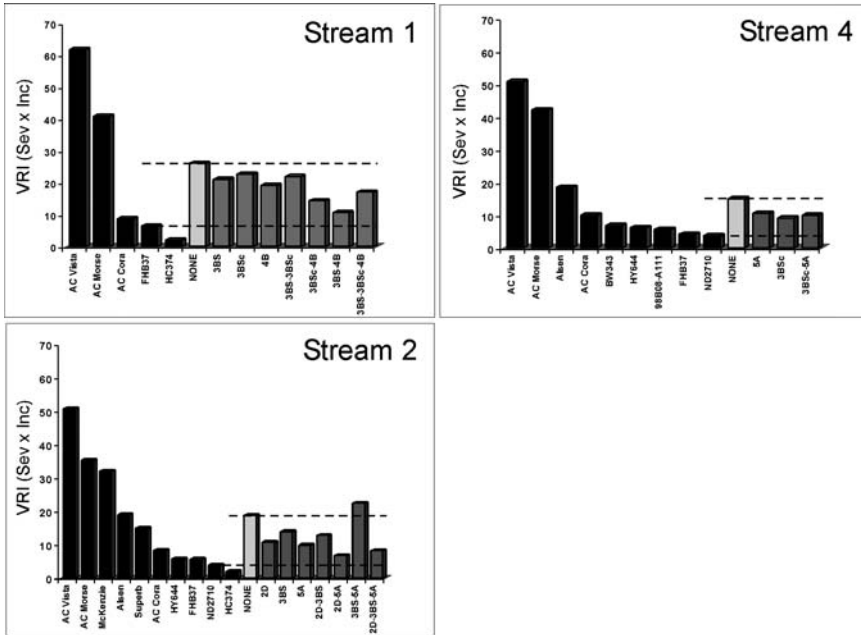 Stream 1
VRI (Sev x Inc)
70
60
50
40
30
20
10
0
AC Vista
AC Morse
AC Cora
FHB37
HC374
NONE
3BS
3BSc
4B
3BS-3BSc
3BSc-4B
3BS-4B
3BS-3BSc-4B
Stream 4
VRI (Sev x Inc)
70
60
50
40
30
20
10
0
AC Vista
AC Morse
Alsen
AC Cora
BW343
HY644
98B08-A111
FHB37
ND2710
NONE
5A
3BSc
3BSc-5A
Stream 2
VRI (Sev x Inc)
70
60
50
40
30
20
10
0
AC Vista
AC Morse
McKenzie
Alsen
Superb
AC Cora
HY644
FHB37
ND2710
HC374
NONE
2D
3BS
5A
2D-3BS
2D-5A
3BS-5A
2D-3BS-5A